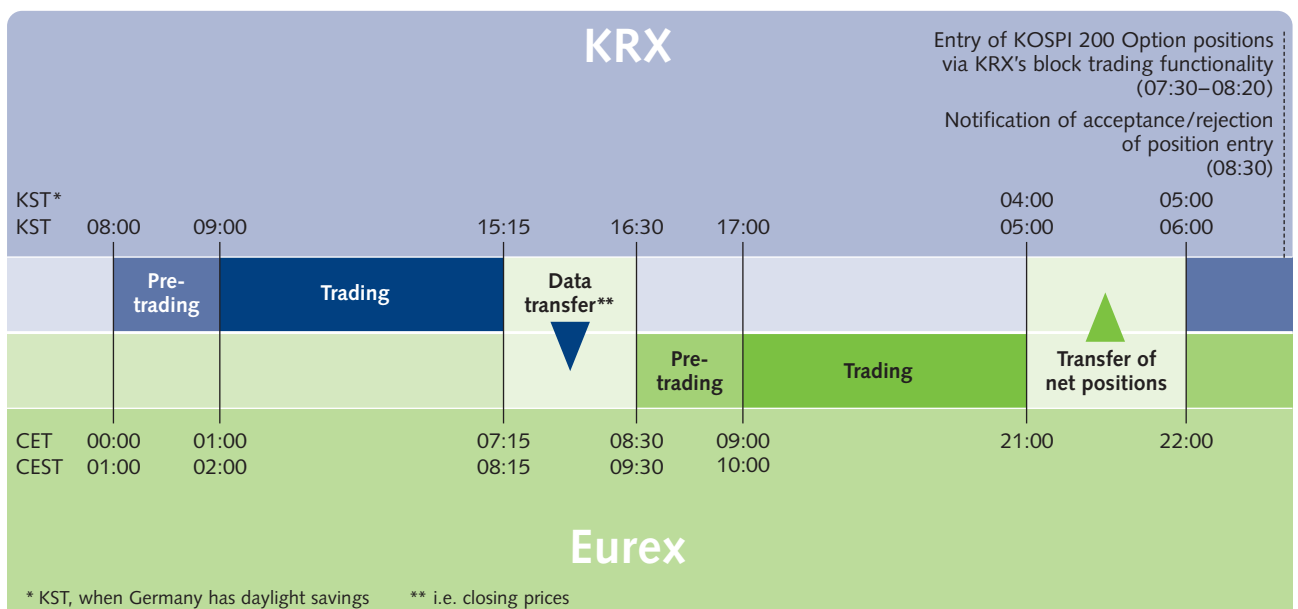 KRX
Entry of KOSPI 200 Option positions
via KRX's block trading functionality
(07:30–08:20)
Notification of acceptance/rejection
of position entry
(08:30)
KST* 04:00 05:00
KST 08:00 09:00 15:15 16:30 17:00 05:00 06:00
Pre-
trading
Trading
Data
transfer**
Pre-
trading
Trading
Transfer of
net positions
CET 00:00 01:00 07:15 08:30 09:00 21:00 22:00
CEST 01:00 02:00 08:15 09:30 10:00
Eurex
* KST, when Germany has daylight savings ** i.e. closing prices